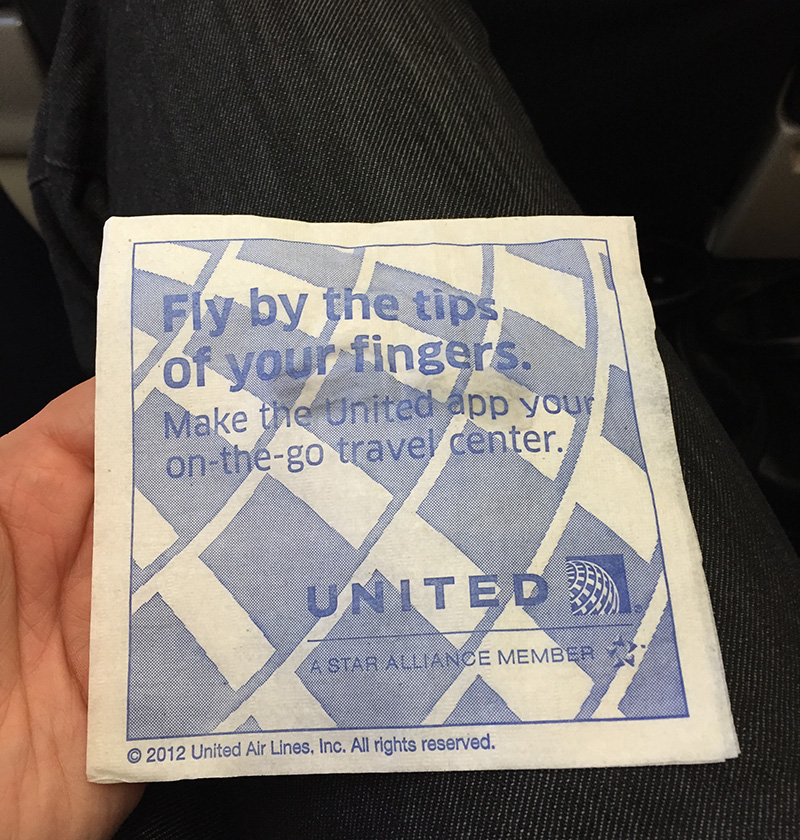 Fly by the tips
of your fingers.
Make the United app your
on-the-go travel center.
UNITED
A STAR ALLIANCE MEMBER
© 2012 United Air Lines, Inc. All rights reserved.